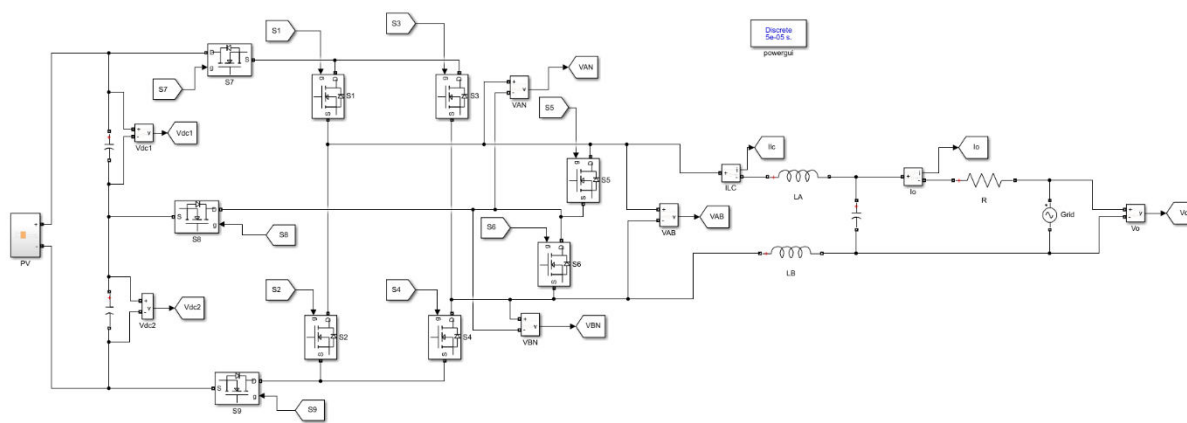 S1
S3
Discrete
5e-05 s.
powergui
S7
S7
g
D
S
S1
g
D
S
S3
g
D
S
VAN
VAN
+
-
v
S5
S5
g
D
S
Vdc1
Vdc1
+
-
v
Ilc
ILC
+
i
-
LA
Io
Io
+
i
-
R
Grid
Vo
+
-
v
PV
+
-
S8
S8
S
D
g
S6
S6
g
D
S
VAB
VAB
+
-
v
LB
S2
S2
g
D
S
S4
S4
g
D
S
Vdc2
Vdc2
+
-
v
VBN
VBN
+
-
v
S9
S9
S
D
g